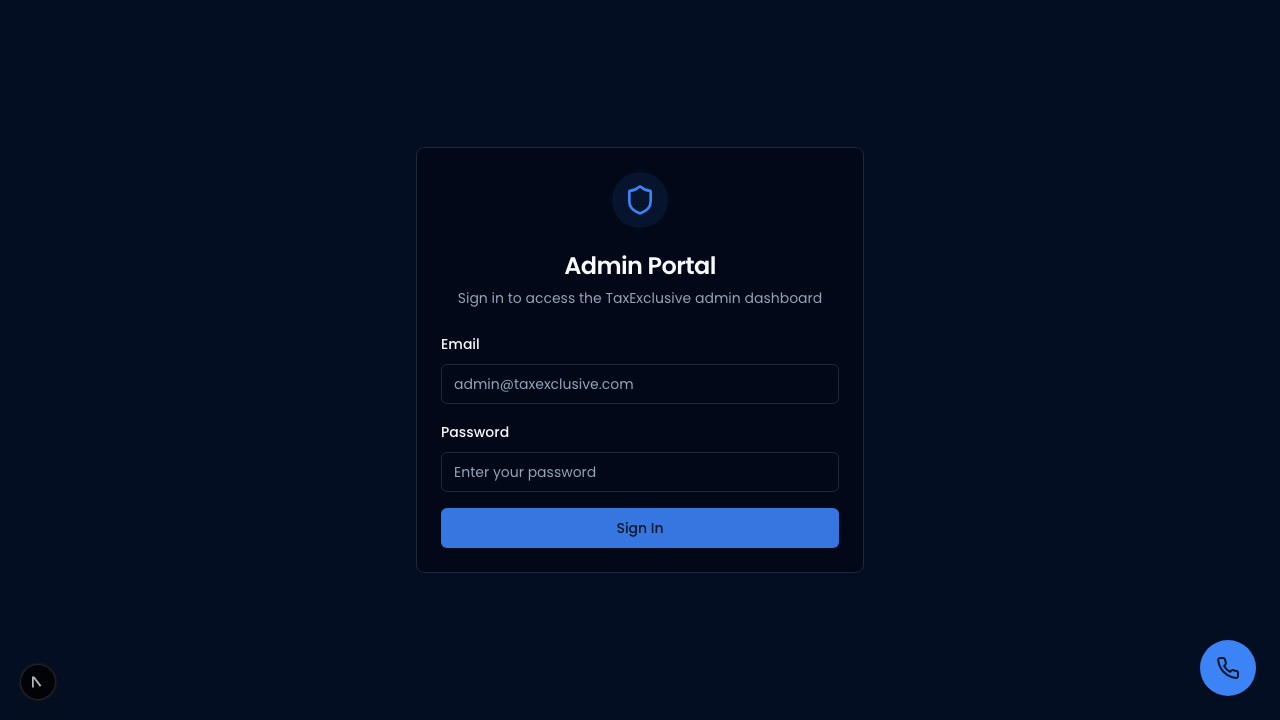 Admin Portal
Sign in to access the TaxExclusive admin dashboard
Email
admin@taxexclusive.com
Password
Enter your password
Sign In